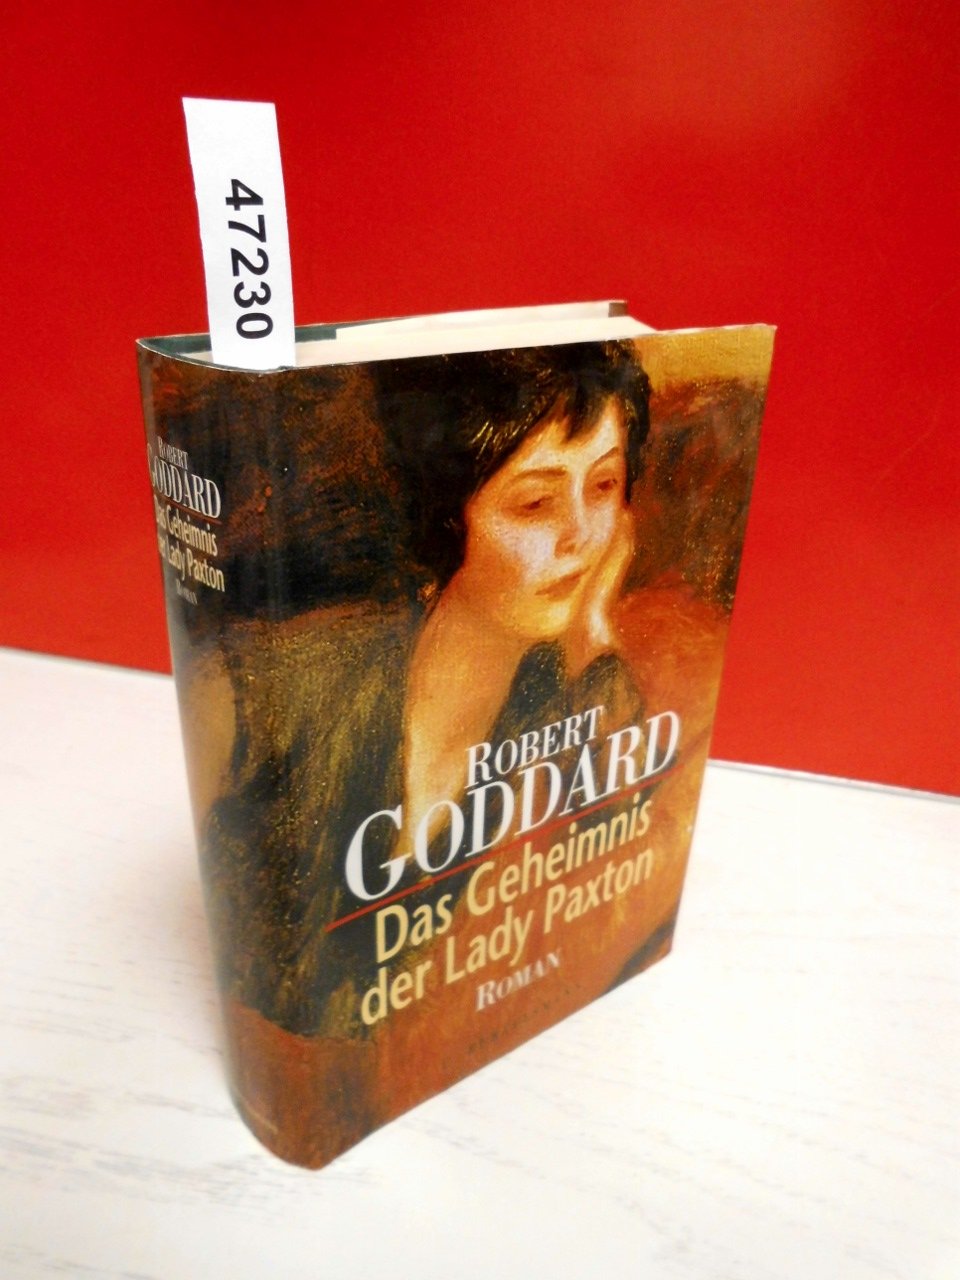 47230
ROBERT
GODDARD
Das Geheimnis
der Lady Paxton
ROMAN
ROBERT
GODDARD
Das Geheimnis
der Lady Paxton
ROMAN